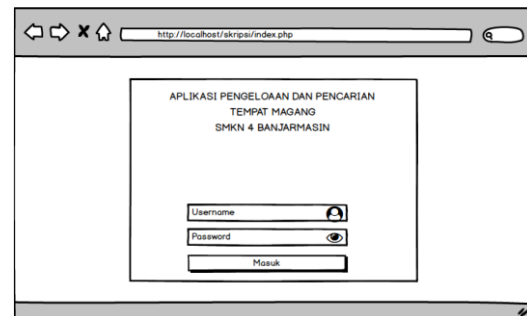 http://localhost/skripsi/index.php
APLIKASI PENGELOAAN DAN PENCARIAN
TEMPAT MAGANG
SMKN 4 BANJARMASIN
Username
Password
Masuk